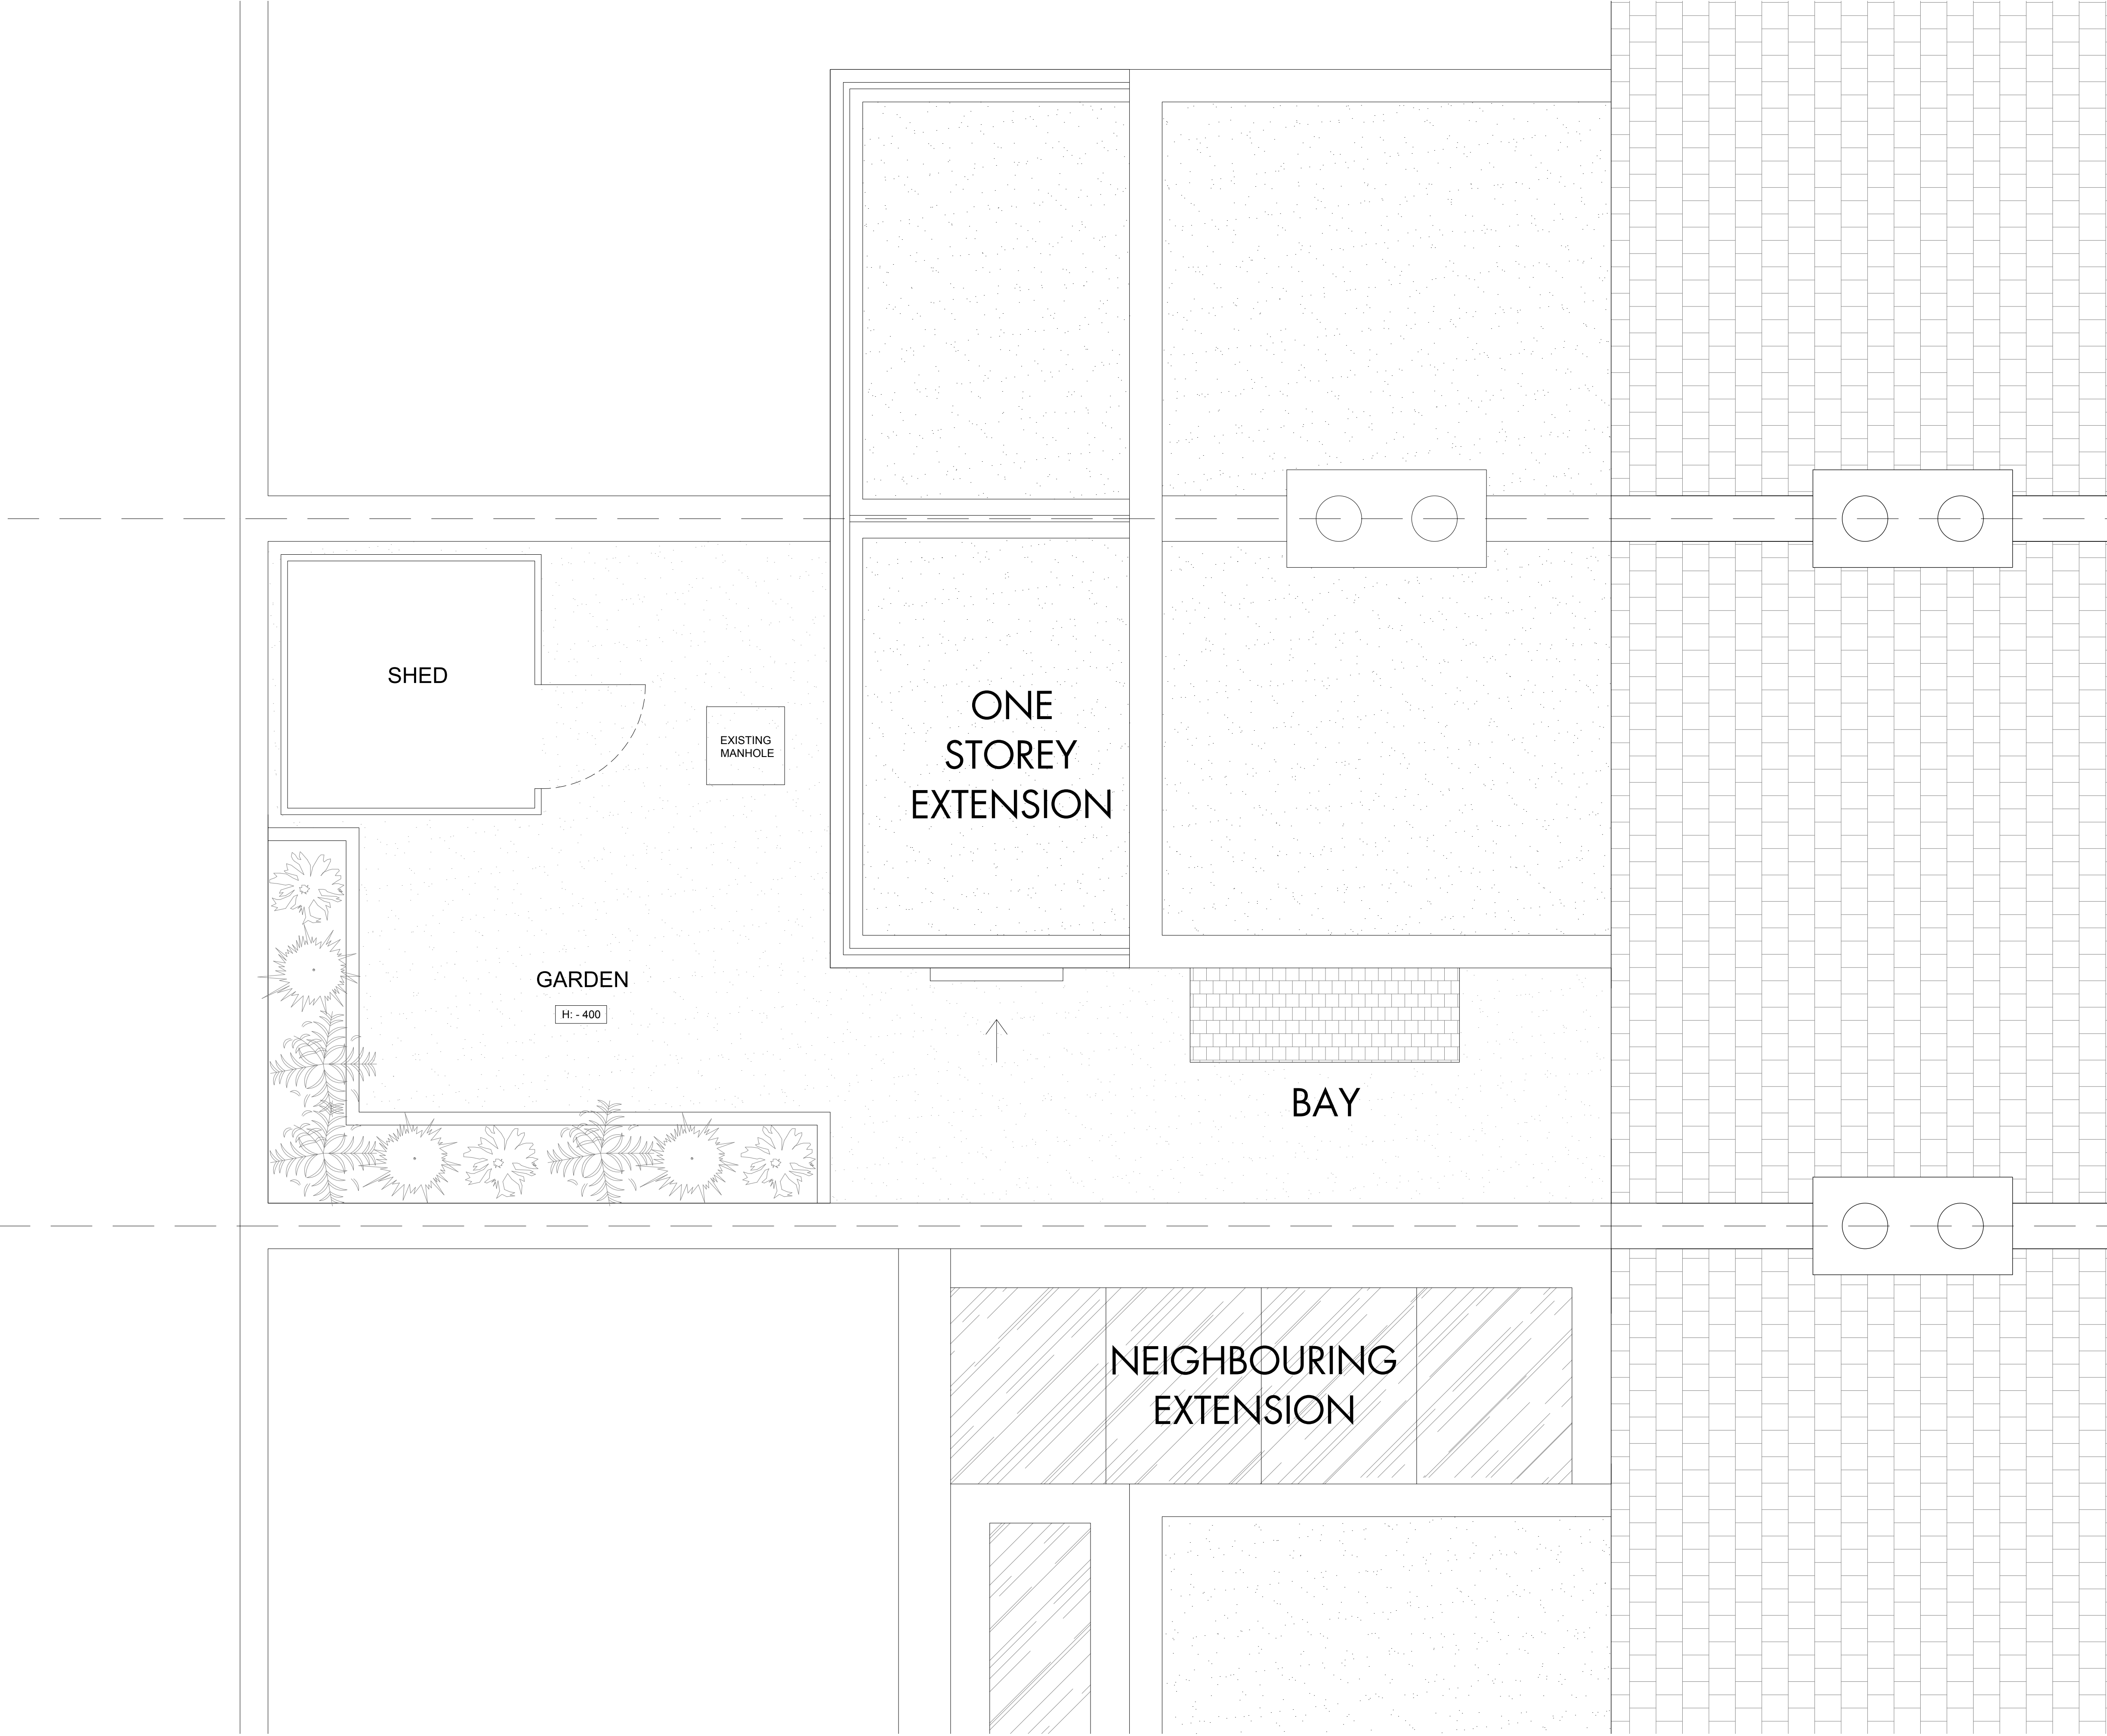 SHED
EXISTING
MANHOLE
ONE
STOREY
EXTENSION
GARDEN
H: - 400
BAY
NEIGHBOURING
EXTENSION